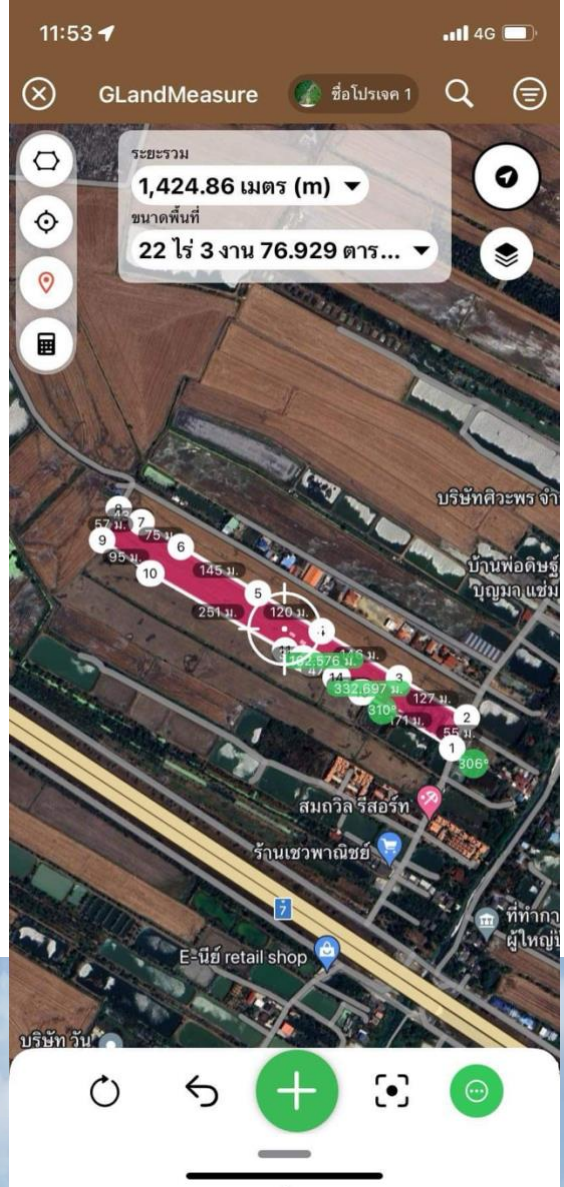 11:53
4G
GLandMeasure
ชื่อโปรเจค 1
ระยะรวม
1,424.86 เมตร (m)
ขนาดพื้นที่
22 ไร่ 3 งาน 76.929 ตาร...
บริษัทศิวะพร จำ
บ้านพ่อดิษฐ์
บุญมา แช่ม
8
7
57 ม.
75 ม.
9
6
95 ม.
10
145 ม.
5
251 ม.
120 ม.
4
11
192.576 ม.
14
3
332.697 ม.
127 ม.
310°
171 ม.
2
55 ม.
1
306°
สมถวิล รีสอร์ท
ร้านเชวพาณิชย์
7
ที่ทำกา
ผู้ใหญ่
E-นีย์ retail shop
บริษัท วัน